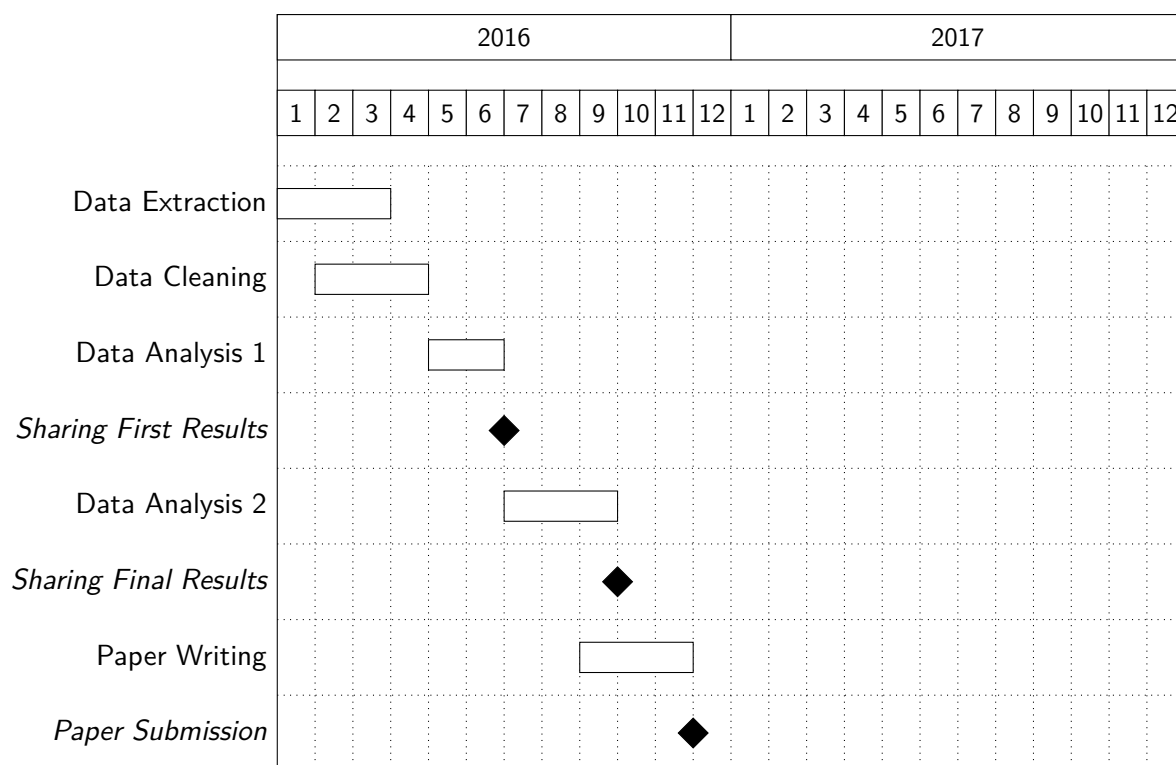 2016 2017
1 2 3 4 5 6 7 8 9 10 11 12 1 2 3 4 5 6 7 8 9 10 11 12
Data Extraction
Data Cleaning
Data Analysis 1
Sharing First Results
Data Analysis 2
Sharing Final Results
Paper Writing
Paper Submission